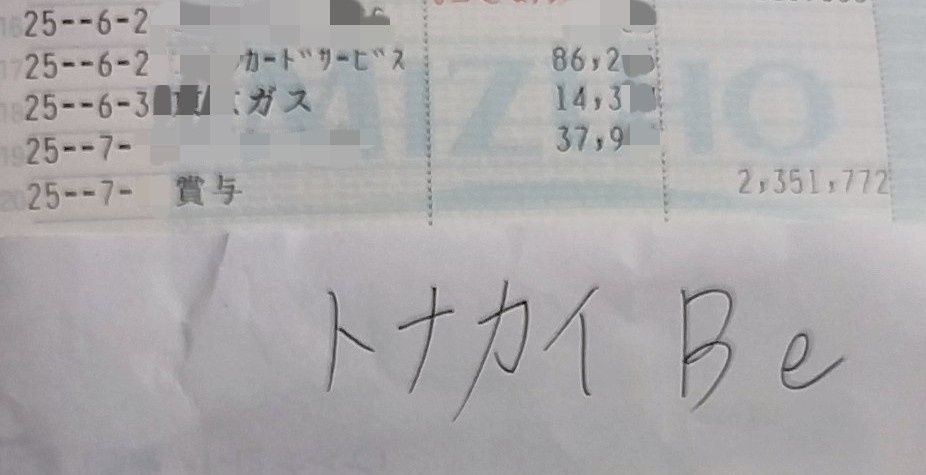 25--6-2
25--6-2 カードサービス 86,2
25--6-3 ガス 14,3
25--7- 37,9
25--7- 賞与 2,351,772
MIZUHO
トナカイ Be